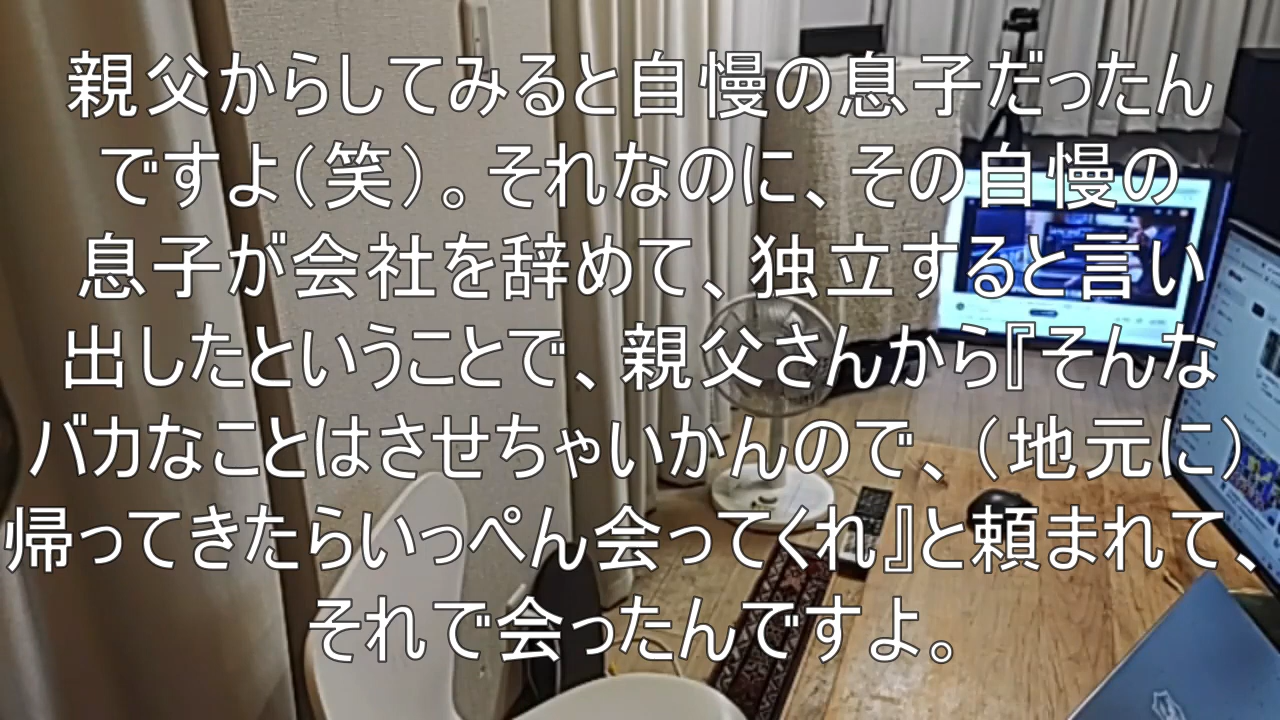 親父からしてみると自慢の息子だったん
ですよ（笑）。それなのに、その自慢の
息子が会社を辞めて、独立すると言い
出したということで、親父さんから『そんな
バカなことはさせちゃいかんので、（地元に）
帰ってきたらいっぺん会ってくれ』と頼まれて、
それで会ったんですよ。